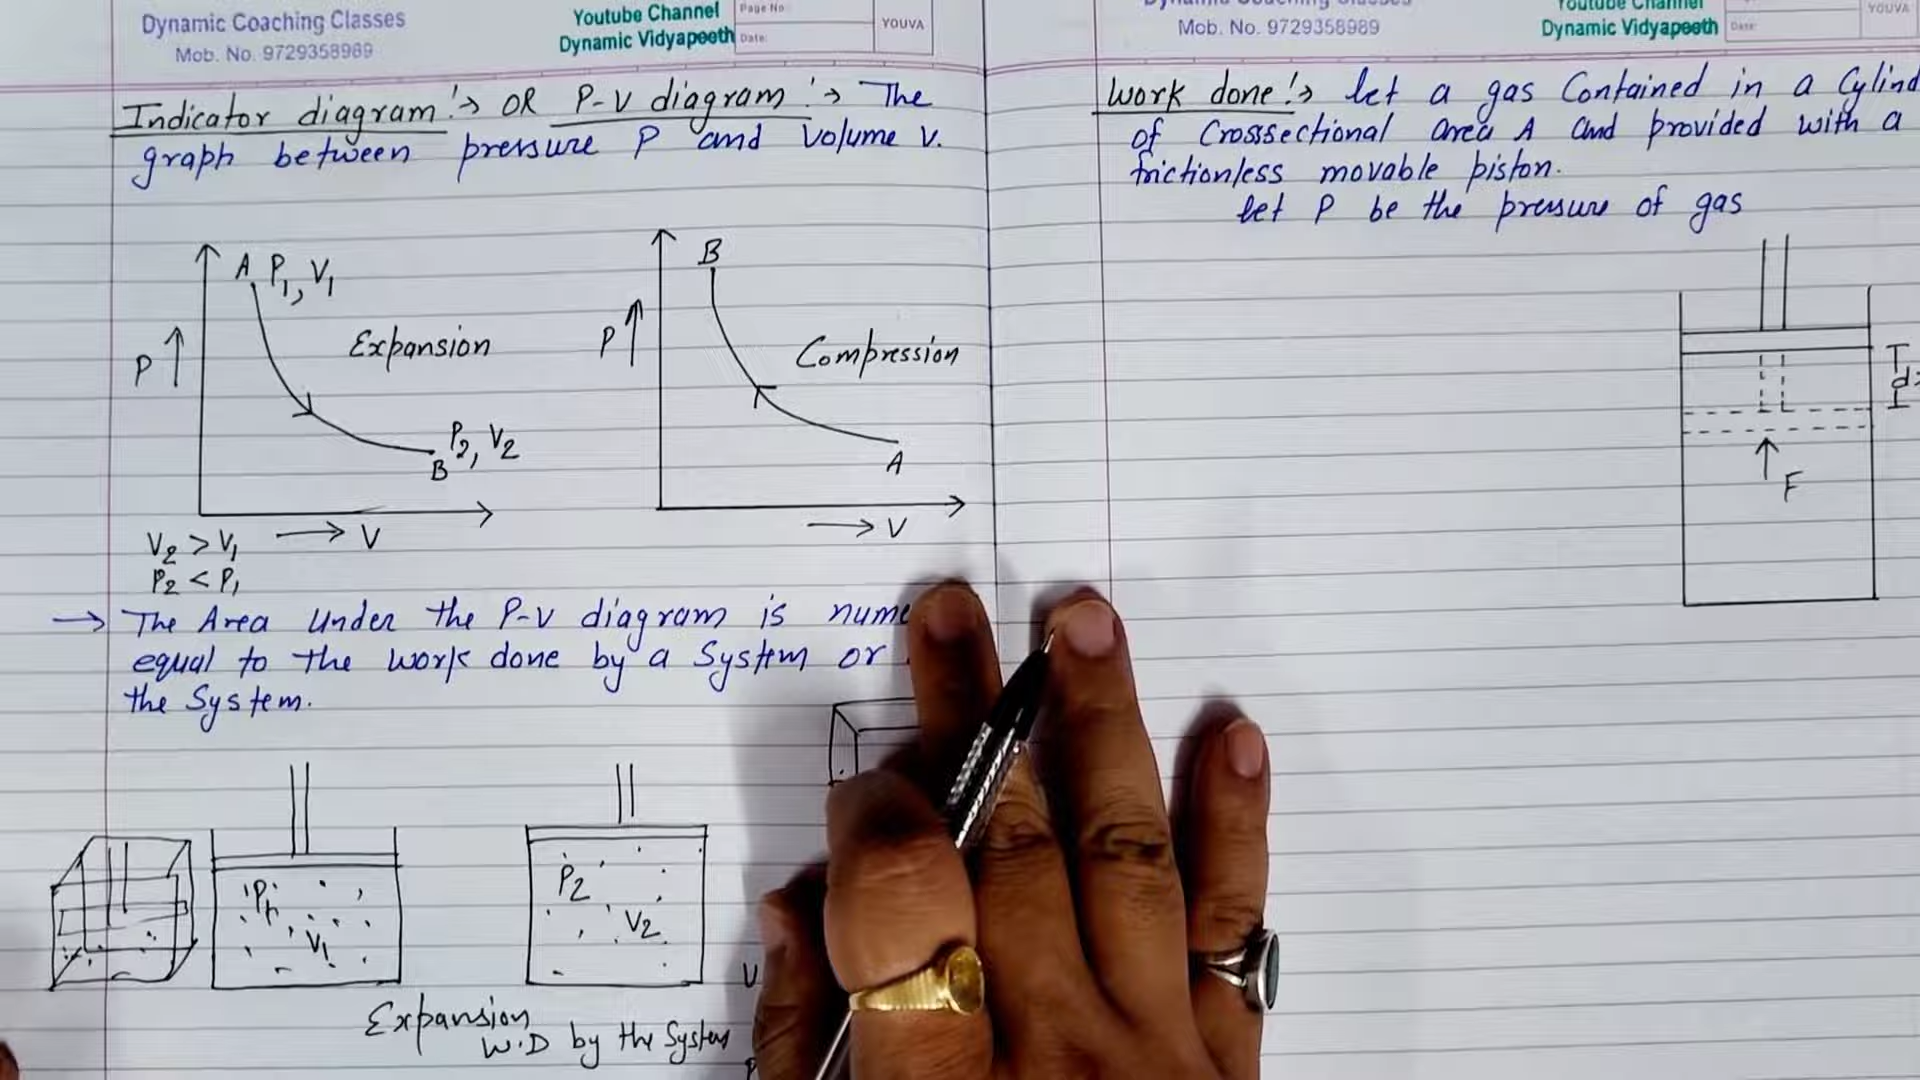 Dynamic Coaching Classes
Mob. No. 9729358989
Youtube Channel
Dynamic Vidyapeeth
Page No
Date:
YOUVA
Indicator diagram:→ OR P-V diagram:→ The
graph between pressure P and volume V.
A P1, V1
Expansion
P
P2, V2
B
V
V2 > V1
P2 < P1
B
P
Compression
A
V
→ The Area under the P-V diagram is nume
equal to the work done by a System or
the System.
P1
V1
P2
V2
Expansion
W.D by the System
V
P
Dynamic Coaching Classes
Mob. No. 9729358989
Youtube Channel
Dynamic Vidyapeeth
Date:
YOUVA
Work done:→ let a gas Contained in a Cylind
of Crosssectional area A and provided with a
frictionless movable piston.
let P be the pressure of gas
F